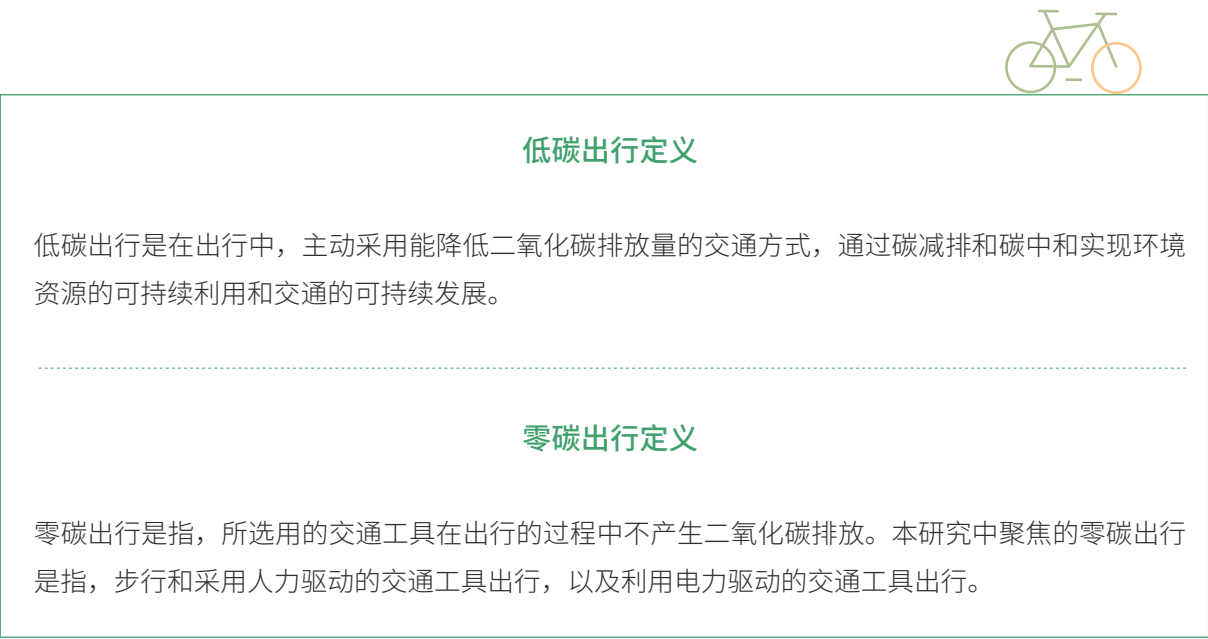 低碳出行定义
低碳出行是在出行中，主动采用能降低二氧化碳排放量的交通方式，通过碳减排和碳中和实现环境
资源的可持续利用和交通的可持续发展。
零碳出行定义
零碳出行是指，所选用的交通工具在出行的过程中不产生二氧化碳排放。本研究中聚焦的零碳出行
是指，步行和采用人力驱动的交通工具出行，以及利用电力驱动的交通工具出行。